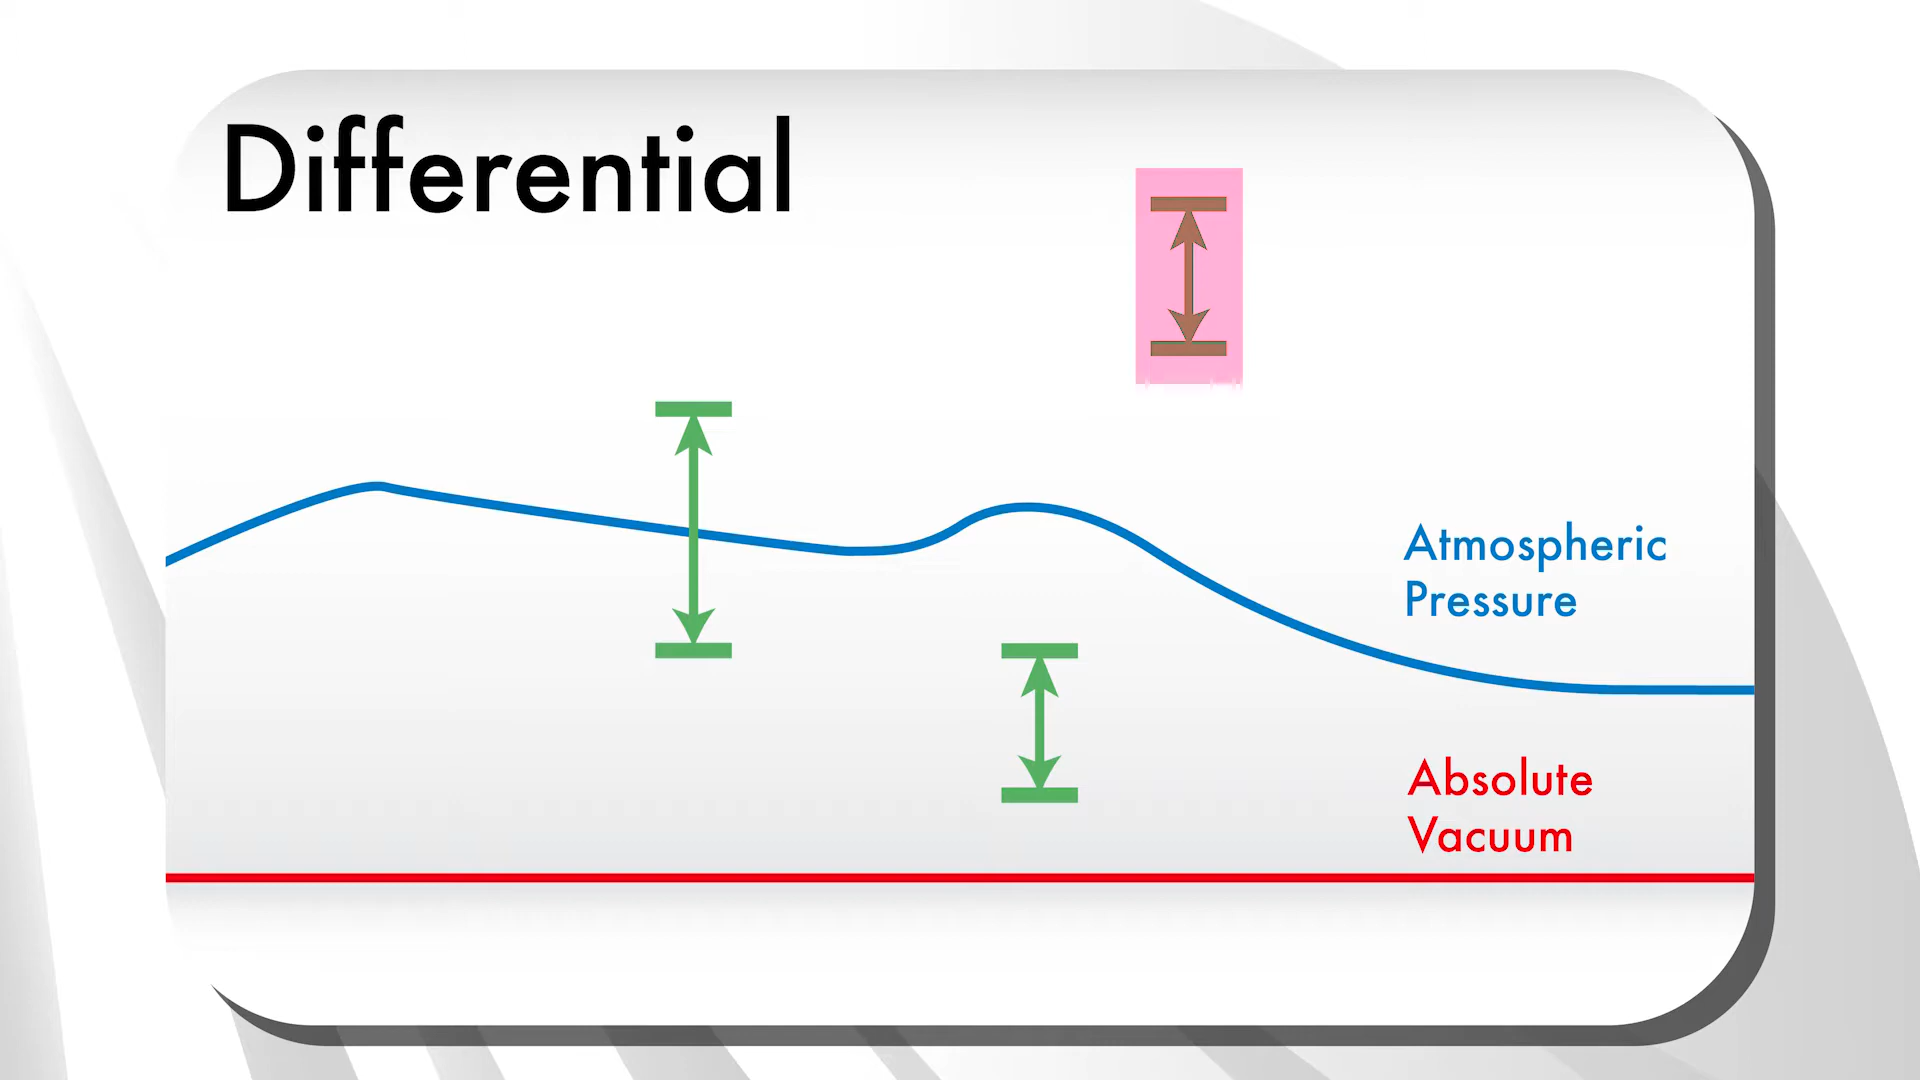 Differential
Atmospheric
Pressure
Absolute
Vacuum